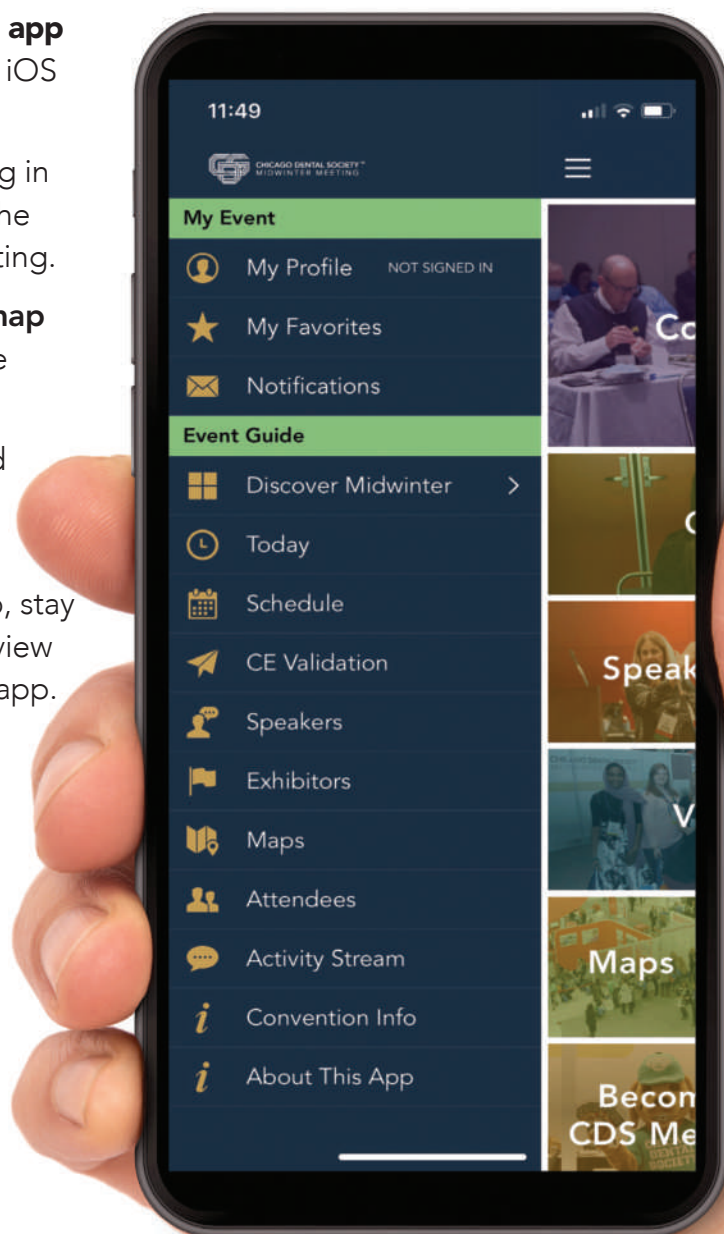 app
iOS
g in
ne
ting.
nap
e
d
o, stay
view
app.
11:49
CHICAGO DENTAL SOCIETY™
MIDWINTER MEETING
My Event
My Profile NOT SIGNED IN
My Favorites
Notifications
Event Guide
Discover Midwinter
Today
Schedule
CE Validation
Speakers
Exhibitors
Maps
Attendees
Activity Stream
Convention Info
About This App
Co
C
Speak
V
Maps
Becom
CDS Me